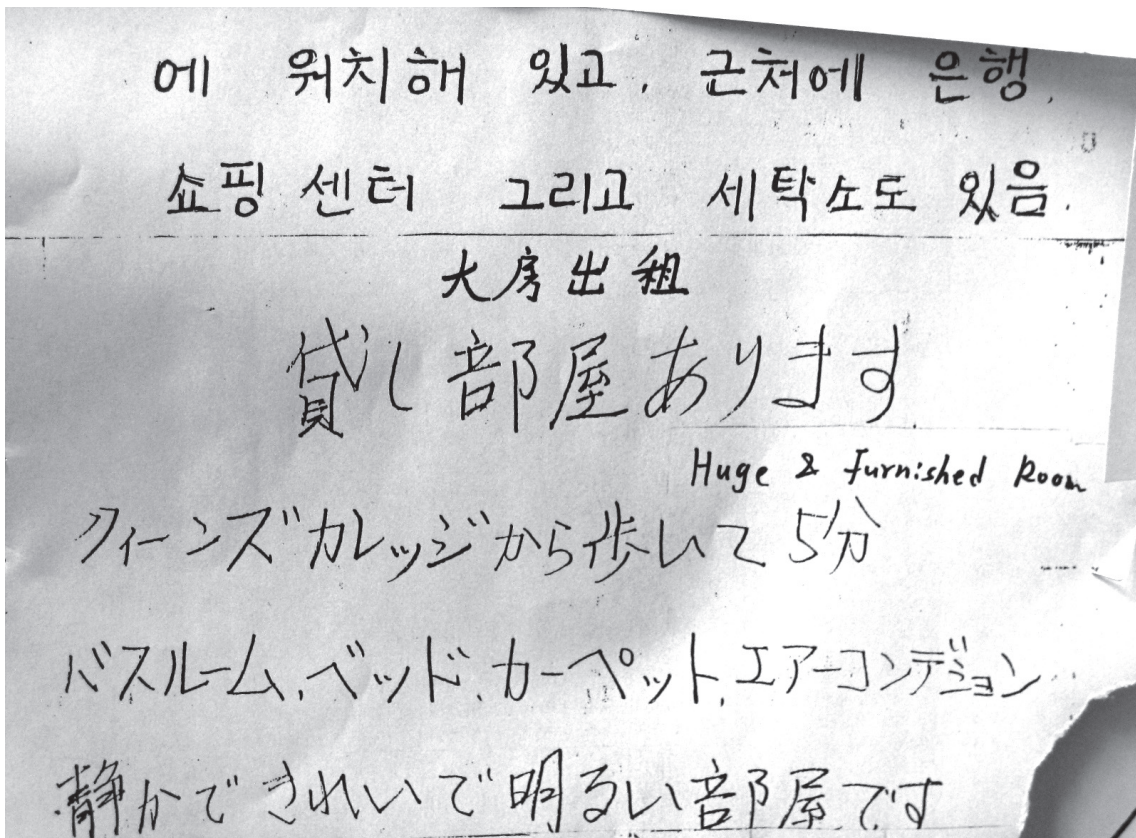 에 위치해 있고, 근처에 은행,
쇼핑 센터 그리고 세탁소도 있음.
大房出租
貸し部屋あります.
Huge & furnished Room
クィーンズカレッジから歩いて5分
バスルーム、ベッド、カーペット、エアーコンデション
静かできれいで明るい部屋です